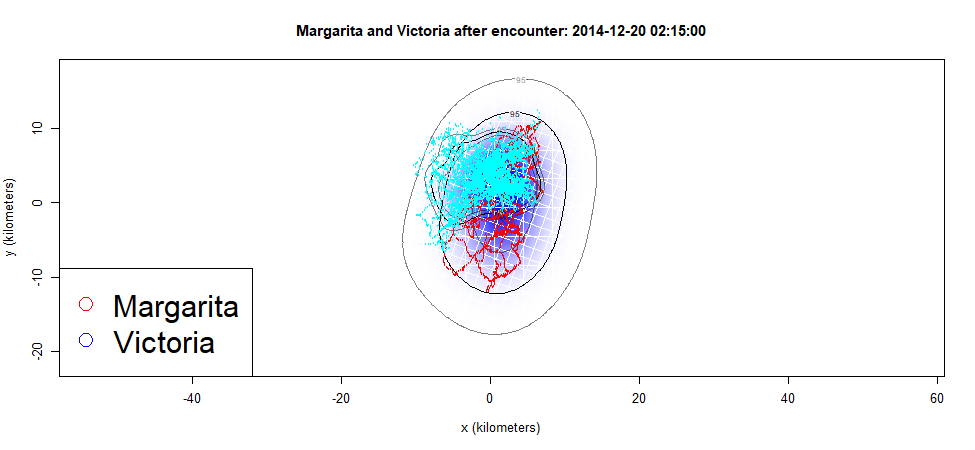 Margarita and Victoria after encounter: 2014-12-20 02:15:00
95
95
10
0
-10
-20
y (kilometers)
Margarita
Victoria
-40
-20
0
20
40
60
x (kilometers)